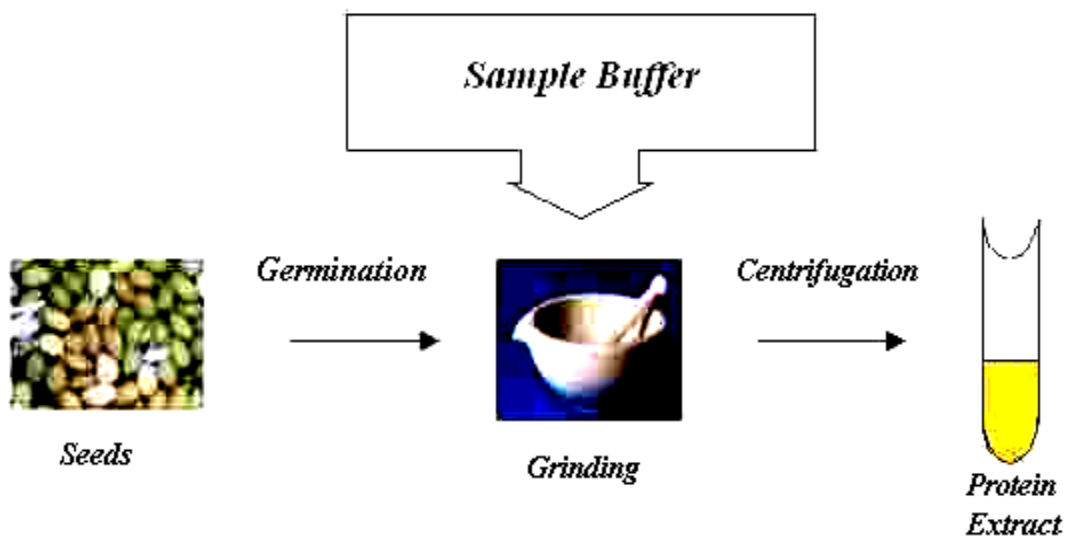 Sample Buffer
Germination
Centrifugation
Seeds
Grinding
Protein
Extract